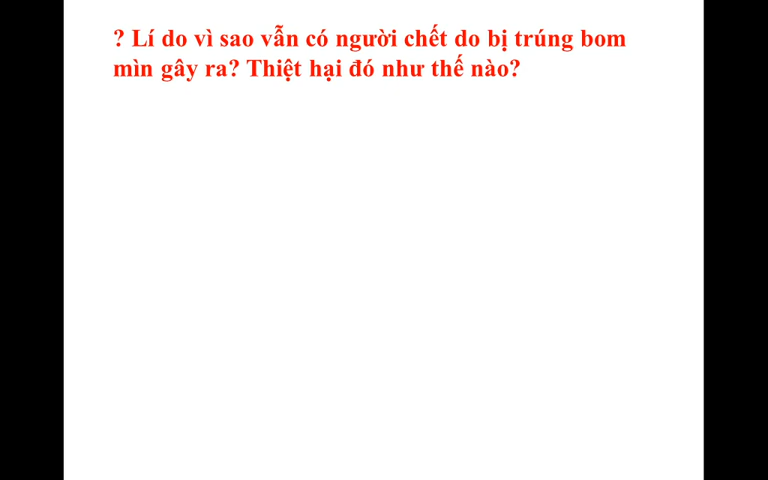 ? Lí do vì sao vẫn có người chết do bị trúng bom
mìn gây ra? Thiệt hại đó như thế nào?